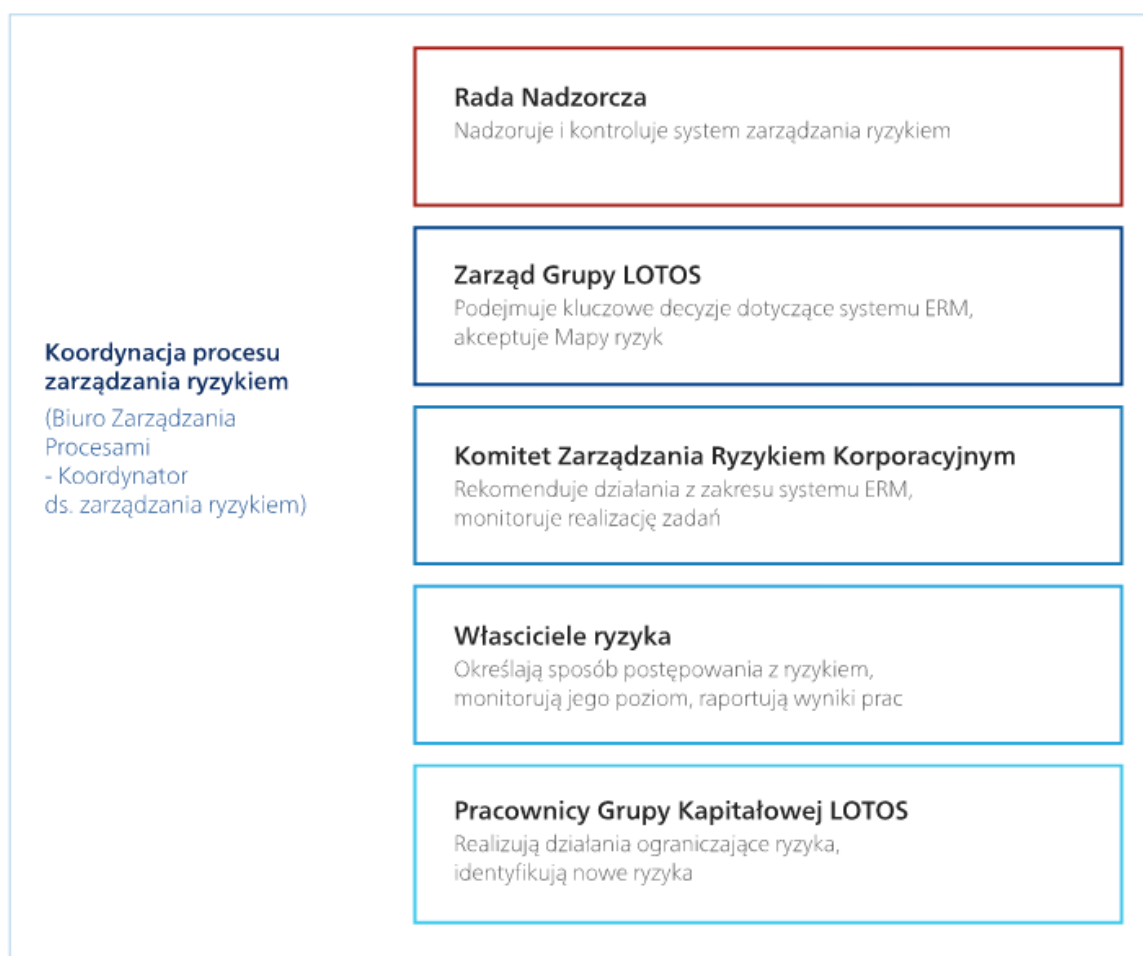 Koordynacja procesu
zarządzania ryzykiem
(Biuro Zarządzania
Procesami
- Koordynator
ds. zarządzania ryzykiem)
Rada Nadzorcza
Nadzoruje i kontroluje system zarządzania ryzykiem
Zarząd Grupy LOTOS
Podejmuje kluczowe decyzje dotyczące systemu ERM,
akceptuje Mapy ryzyk
Komitet Zarządzania Ryzykiem Korporacyjnym
Rekomenduje działania z zakresu systemu ERM,
monitoruje realizację zadań
Własciciele ryzyka
Określają sposób postępowania z ryzykiem,
monitorują jego poziom, raportują wyniki prac
Pracownicy Grupy Kapitałowej LOTOS
Realizują działania ograniczające ryzyka,
identyfikują nowe ryzyka